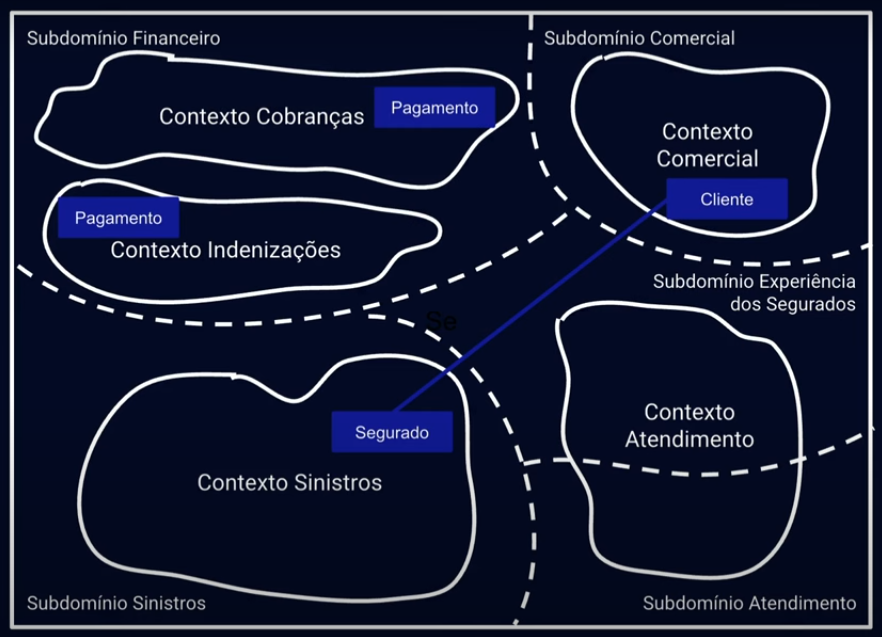 Subdomínio Financeiro
Subdomínio Comercial
Contexto Cobranças
Pagamento
Contexto
Comercial
Cliente
Pagamento
Contexto Indenizações
Subdomínio Experiência
dos Segurados
Se
Contexto
Atendimento
Segurado
Contexto Sinistros
Subdomínio Sinistros
Subdomínio Atendimento